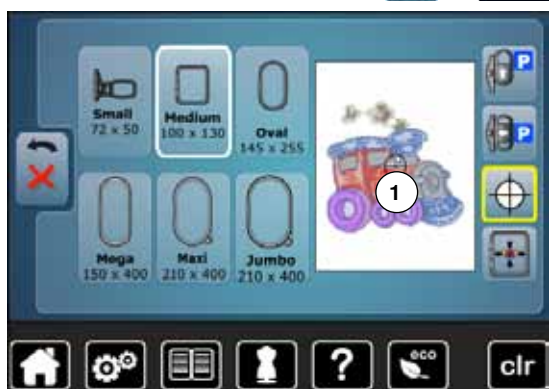 Small
72 x 50
Medium
100 x 130
Oval
145 x 255
Mega
150 x 400
Maxi
210 x 400
Jumbo
210 x 400
1
P
P
?
eco
clr